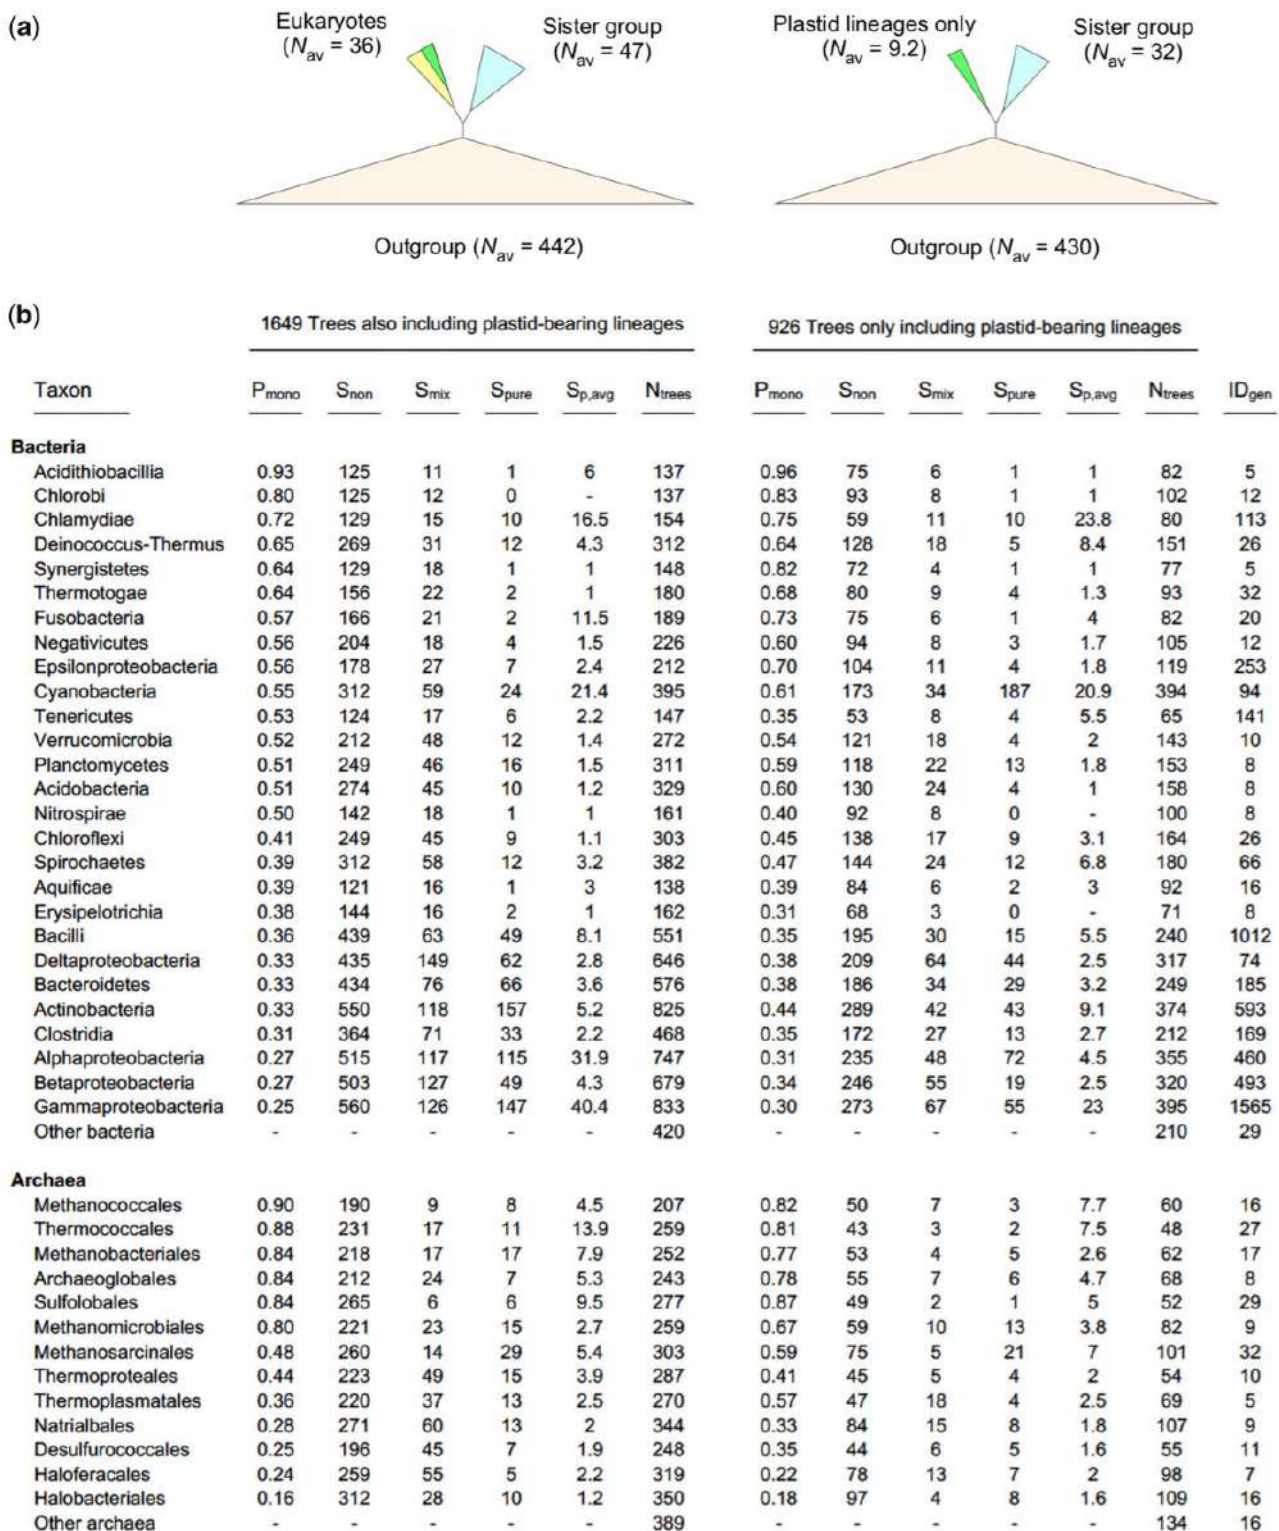 (a)
Eukaryotes
(Nav = 36)
Sister group
(Nav = 47)
Outgroup (Nav = 442)
Plastid lineages only
(Nav = 9.2)
Sister group
(Nav = 32)
Outgroup (Nav = 430)
(b)
1649 Trees also including plastid-bearing lineages 926 Trees only including plastid-bearing lineages
Taxon Pmono Snon Smix Spure Sp,avg Ntrees Pmono Snon Smix Spure Sp,avg Ntrees IDgen
Bacteria
Acidithiobacillia 0.93 125 11 1 6 137 0.96 75 6 1 1 82 5
Chlorobi 0.80 125 12 0 - 137 0.83 93 8 1 1 102 12
Chlamydiae 0.72 129 15 10 16.5 154 0.75 59 11 10 23.8 80 113
Deinococcus-Thermus 0.65 269 31 12 4.3 312 0.64 128 18 5 8.4 151 26
Synergistetes 0.64 129 18 1 1 148 0.82 72 4 1 1 77 5
Thermotogae 0.64 156 22 2 1 180 0.68 80 9 4 1.3 93 32
Fusobacteria 0.57 166 21 2 11.5 189 0.73 75 6 1 4 82 20
Negativicutes 0.56 204 18 4 1.5 226 0.60 94 8 3 1.7 105 12
Epsilonproteobacteria 0.56 178 27 7 2.4 212 0.70 104 11 4 1.8 119 253
Cyanobacteria 0.55 312 59 24 21.4 395 0.61 173 34 187 20.9 394 94
Tenericutes 0.53 124 17 6 2.2 147 0.35 53 8 4 5.5 65 141
Verrucomicrobia 0.52 212 48 12 1.4 272 0.54 121 18 4 2 143 10
Planctomycetes 0.51 249 46 16 1.5 311 0.59 118 22 13 1.8 153 8
Acidobacteria 0.51 274 45 10 1.2 329 0.60 130 24 4 1 158 8
Nitrospirae 0.50 142 18 1 1 161 0.40 92 8 0 - 100 8
Chloroflexi 0.41 249 45 9 1.1 303 0.45 138 17 9 3.1 164 26
Spirochaetes 0.39 312 58 12 3.2 382 0.47 144 24 12 6.8 180 66
Aquificae 0.39 121 16 1 3 138 0.39 84 6 2 3 92 16
Erysipelotrichia 0.38 144 16 2 1 162 0.31 68 3 0 - 71 8
Bacilli 0.36 439 63 49 8.1 551 0.35 195 30 15 5.5 240 1012
Deltaproteobacteria 0.33 435 149 62 2.8 646 0.38 209 64 44 2.5 317 74
Bacteroidetes 0.33 434 76 66 3.6 576 0.38 186 34 29 3.2 249 185
Actinobacteria 0.33 550 118 157 5.2 825 0.44 289 42 43 9.1 374 593
Clostridia 0.31 364 71 33 2.2 468 0.35 172 27 13 2.7 212 169
Alphaproteobacteria 0.27 515 117 115 31.9 747 0.31 235 48 72 4.5 355 460
Betaproteobacteria 0.27 503 127 49 4.3 679 0.34 246 55 19 2.5 320 493
Gammaproteobacteria 0.25 560 126 147 40.4 833 0.30 273 67 55 23 395 1565
Other bacteria - - - - - 420 - - - - - 210 29
Archaea
Methanococcales 0.90 190 9 8 4.5 207 0.82 50 7 3 7.7 60 16
Thermococcales 0.88 231 17 11 13.9 259 0.81 43 3 2 7.5 48 27
Methanobacteriales 0.84 218 17 17 7.9 252 0.77 53 4 5 2.6 62 17
Archaeoglobales 0.84 212 24 7 5.3 243 0.78 55 7 6 4.7 68 8
Sulfolobales 0.84 265 6 6 9.5 277 0.87 49 2 1 5 52 29
Methanomicrobiales 0.80 221 23 15 2.7 259 0.67 59 10 13 3.8 82 9
Methanosarcinales 0.48 260 14 29 5.4 303 0.59 75 5 21 7 101 32
Thermoproteales 0.44 223 49 15 3.9 287 0.41 45 5 4 2 54 10
Thermoplasmatales 0.36 220 37 13 2.5 270 0.57 47 18 4 2.5 69 5
Natrialbales 0.28 271 60 13 2 344 0.33 84 15 8 1.8 107 9
Desulfurococcales 0.25 196 45 7 1.9 248 0.35 44 6 5 1.6 55 11
Haloferacales 0.24 259 55 5 2.2 319 0.22 78 13 7 2 98 7
Halobacteriales 0.16 312 28 10 1.2 350 0.18 97 4 8 1.6 109 16
Other archaea - - - - - 389 - - - - - 134 16